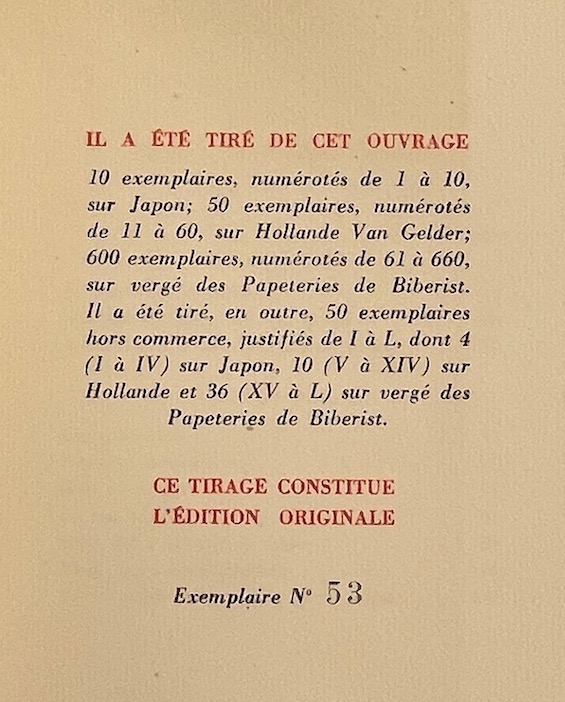 IL A ÉTÉ TIRÉ DE CET OUVRAGE
10 exemplaires, numérotés de 1 à 10,
sur Japon; 50 exemplaires, numérotés
de 11 à 60, sur Hollande Van Gelder;
600 exemplaires, numérotés de 61 à 660,
sur vergé des Papeteries de Biberist.
Il a été tiré, en outre, 50 exemplaires
hors commerce, justifiés de I à L, dont 4
(I à IV) sur Japon, 10 (V à XIV) sur
Hollande et 36 (XV à L) sur vergé des
Papeteries de Biberist.
CE TIRAGE CONSTITUE
L'ÉDITION ORIGINALE
Exemplaire N° 53